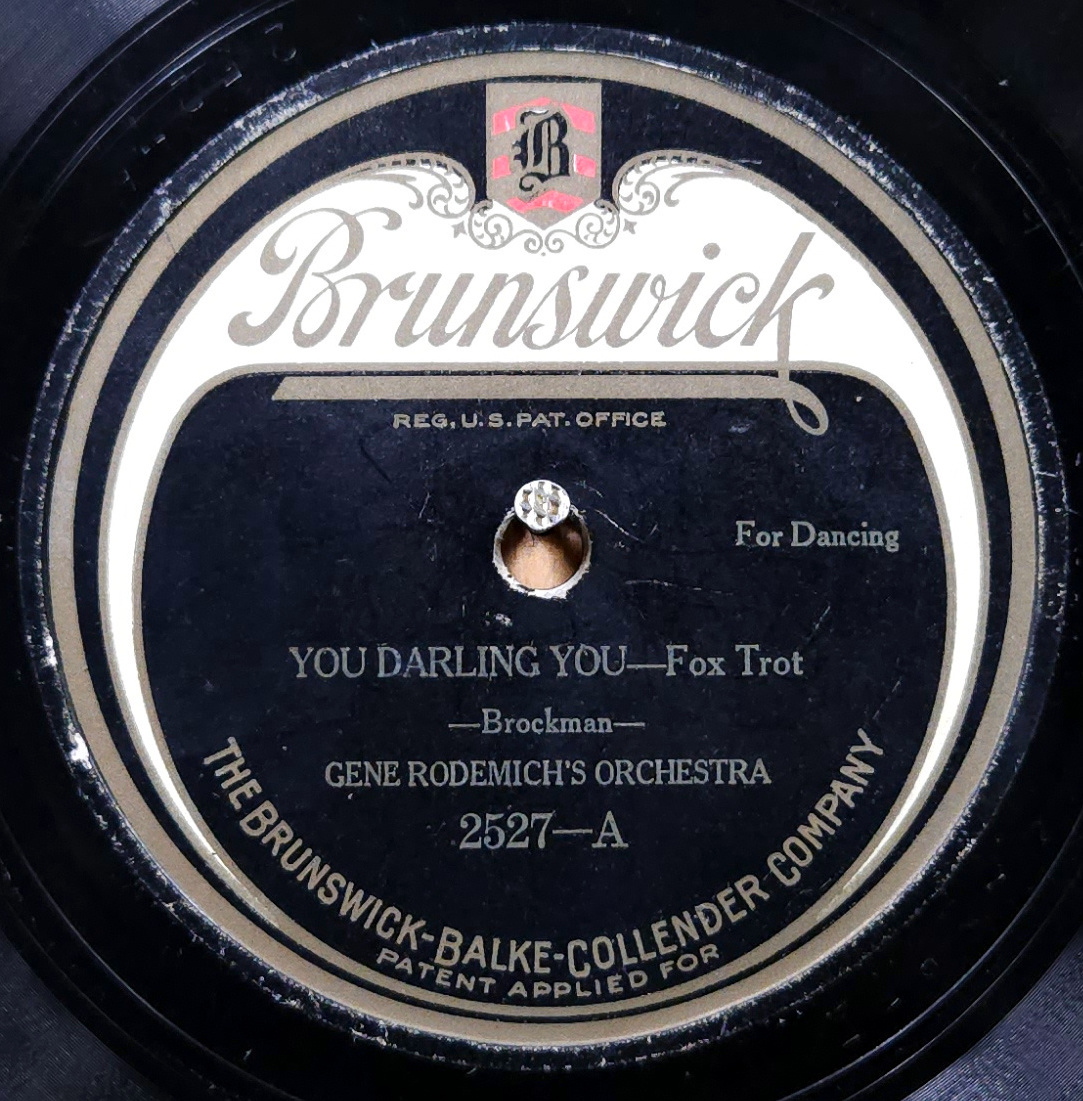 B
Brunswick
REG. U.S. PAT. OFFICE
For Dancing
YOU DARLING YOU—Fox Trot
—Brockman—
GENE RODEMICH'S ORCHESTRA
2527—A
THE BRUNSWICK-BALKE-COLLENDER COMPANY
PATENT APPLIED FOR